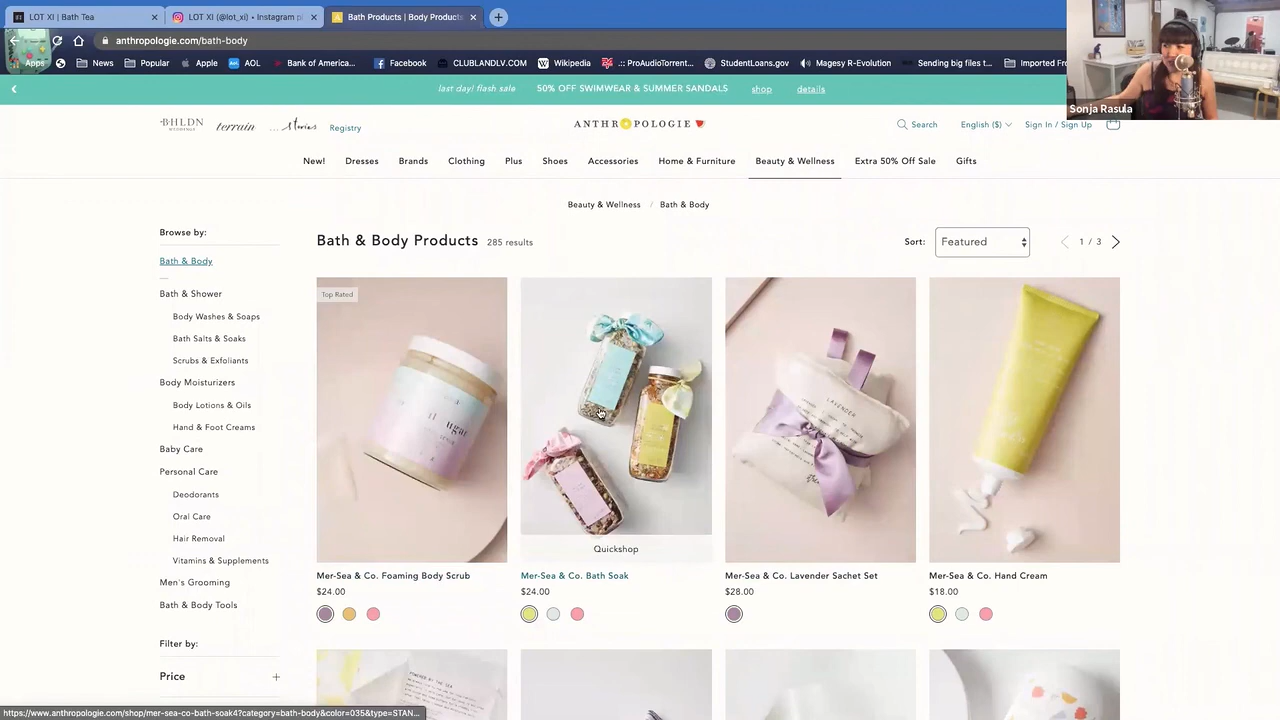 LOT XI | Bath Tea
LOT XI (@lot_xi) • Instagram p
Bath Products | Body Products
anthropologie.com/bath-body
Apps
News
Popular
Apple
AOL
Bank of America...
Facebook
CLUBLANDLV.COM
Wikipedia
.:: ProAudioTorrent...
StudentLoans.gov
Magesy R-Evolution
Sending big files t...
Imported Fro
Sonja Rasula
last day! flash sale
50% OFF SWIMWEAR & SUMMER SANDALS
shop
details
BHLDN
WEDDINGS
terrain
Registry
ANTHROPOLOGIE
Search
English ($)
Sign In / Sign Up
New!
Dresses
Brands
Clothing
Plus
Shoes
Accessories
Home & Furniture
Beauty & Wellness
Extra 50% Off Sale
Gifts
Beauty & Wellness / Bath & Body
Browse by:
Bath & Body
Bath & Shower
Body Washes & Soaps
Bath Salts & Soaks
Scrubs & Exfoliants
Body Moisturizers
Body Lotions & Oils
Hand & Foot Creams
Baby Care
Personal Care
Deodorants
Oral Care
Hair Removal
Vitamins & Supplements
Men's Grooming
Bath & Body Tools
Filter by:
Price
+
Bath & Body Products 285 results
Sort: Featured
1 / 3
Top Rated
LAVENDER
Quickshop
Mer-Sea & Co. Foaming Body Scrub
$24.00
Mer-Sea & Co. Bath Soak
$24.00
Mer-Sea & Co. Lavender Sachet Set
$28.00
Mer-Sea & Co. Hand Cream
$18.00
https://www.anthropologie.com/shop/mer-sea-co-bath-soak4?category=bath-body&color=035&type=STAN...